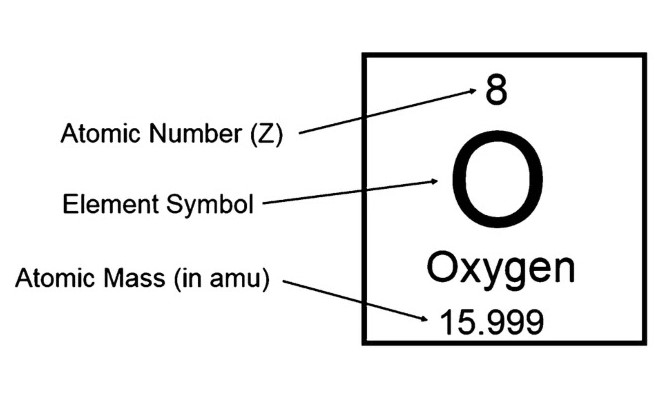 8
Atomic Number (Z)
O
Element Symbol
Oxygen
Atomic Mass (in amu)
15.999